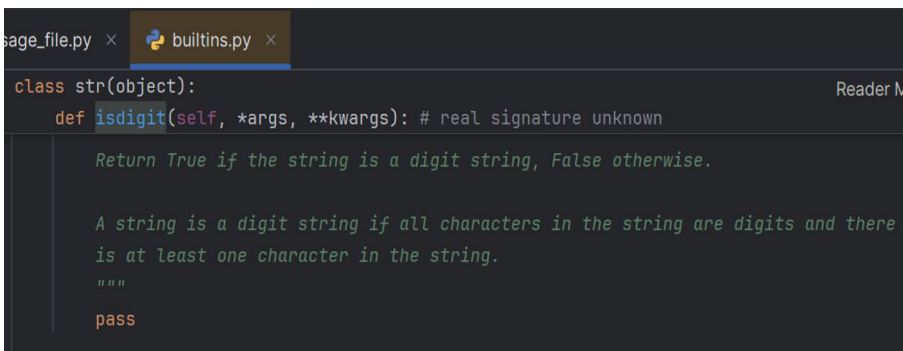 sage_file.py × builtins.py ×
class str(object): Reader M
def isdigit(self, *args, **kwargs): # real signature unknown
Return True if the string is a digit string, False otherwise.
A string is a digit string if all characters in the string are digits and there
is at least one character in the string.
"""
pass